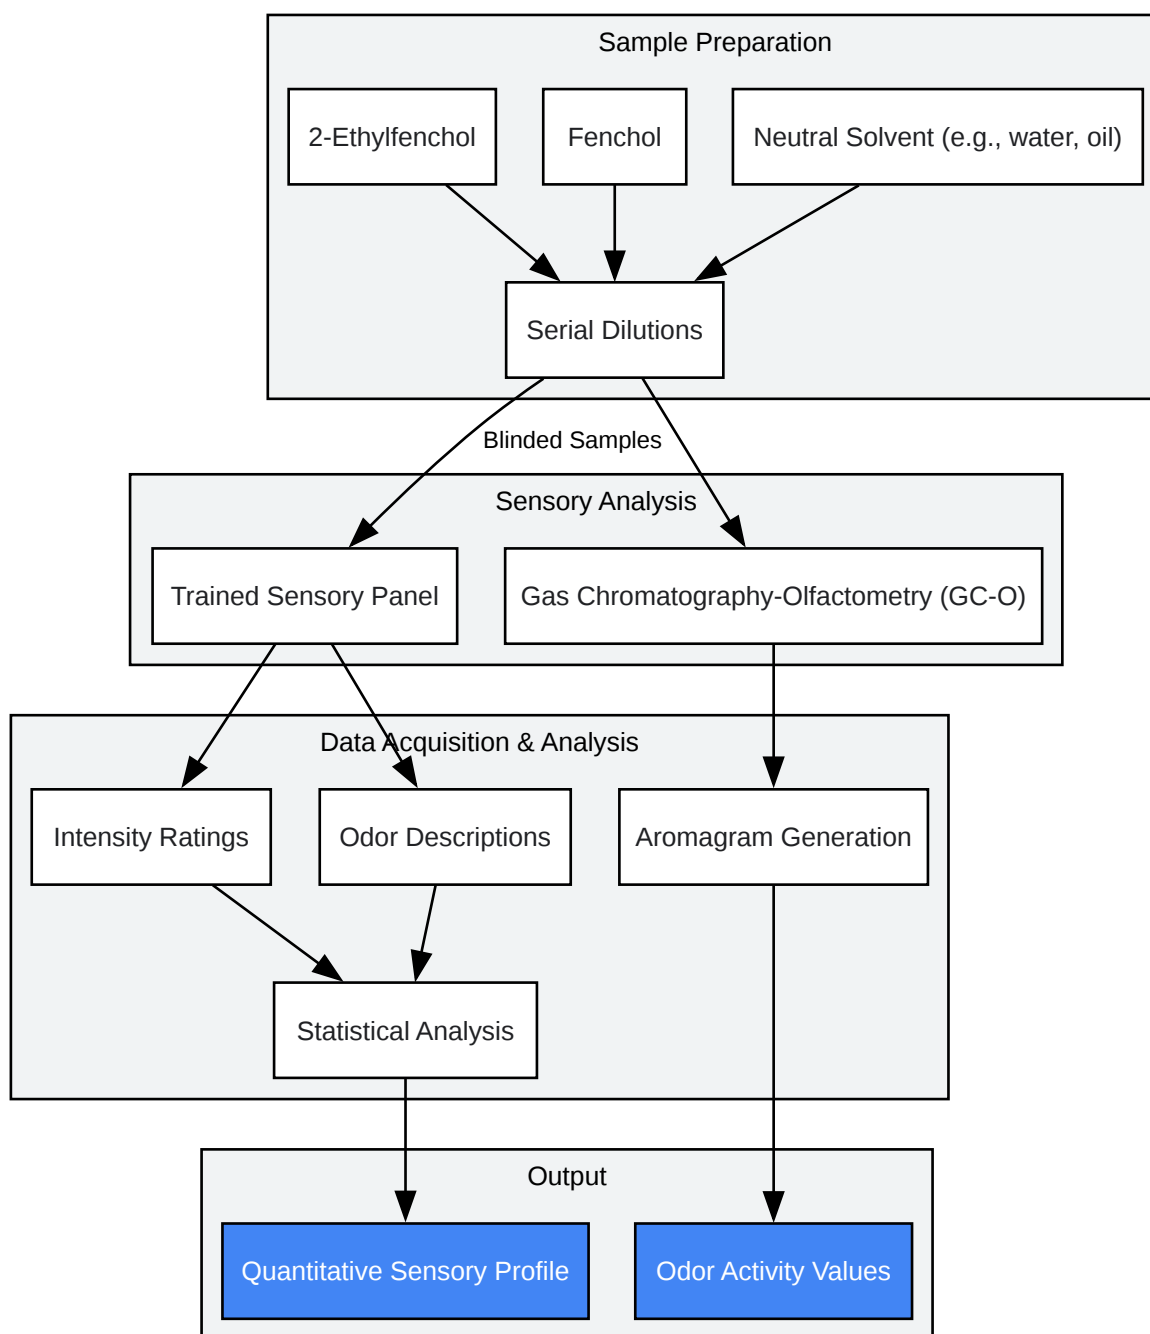 Sample Preparation
2-Ethylfenchol
Fenchol
Neutral Solvent (e.g., water, oil)
Serial Dilutions
Blinded Samples
Sensory Analysis
Trained Sensory Panel
Gas Chromatography-Olfactometry (GC-O)
Data Acquisition & Analysis
Intensity Ratings
Odor Descriptions
Aromagram Generation
Statistical Analysis
Output
Quantitative Sensory Profile
Odor Activity Values